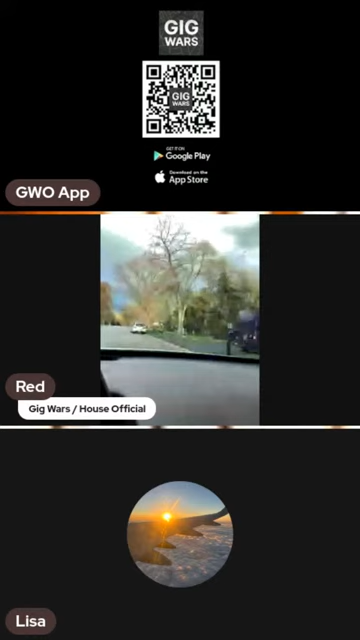 GIG
WARS
GIG
WARS
GET IT ON
Google Play
Download on the
App Store
GWO App
Red
Gig Wars / House Official
Lisa